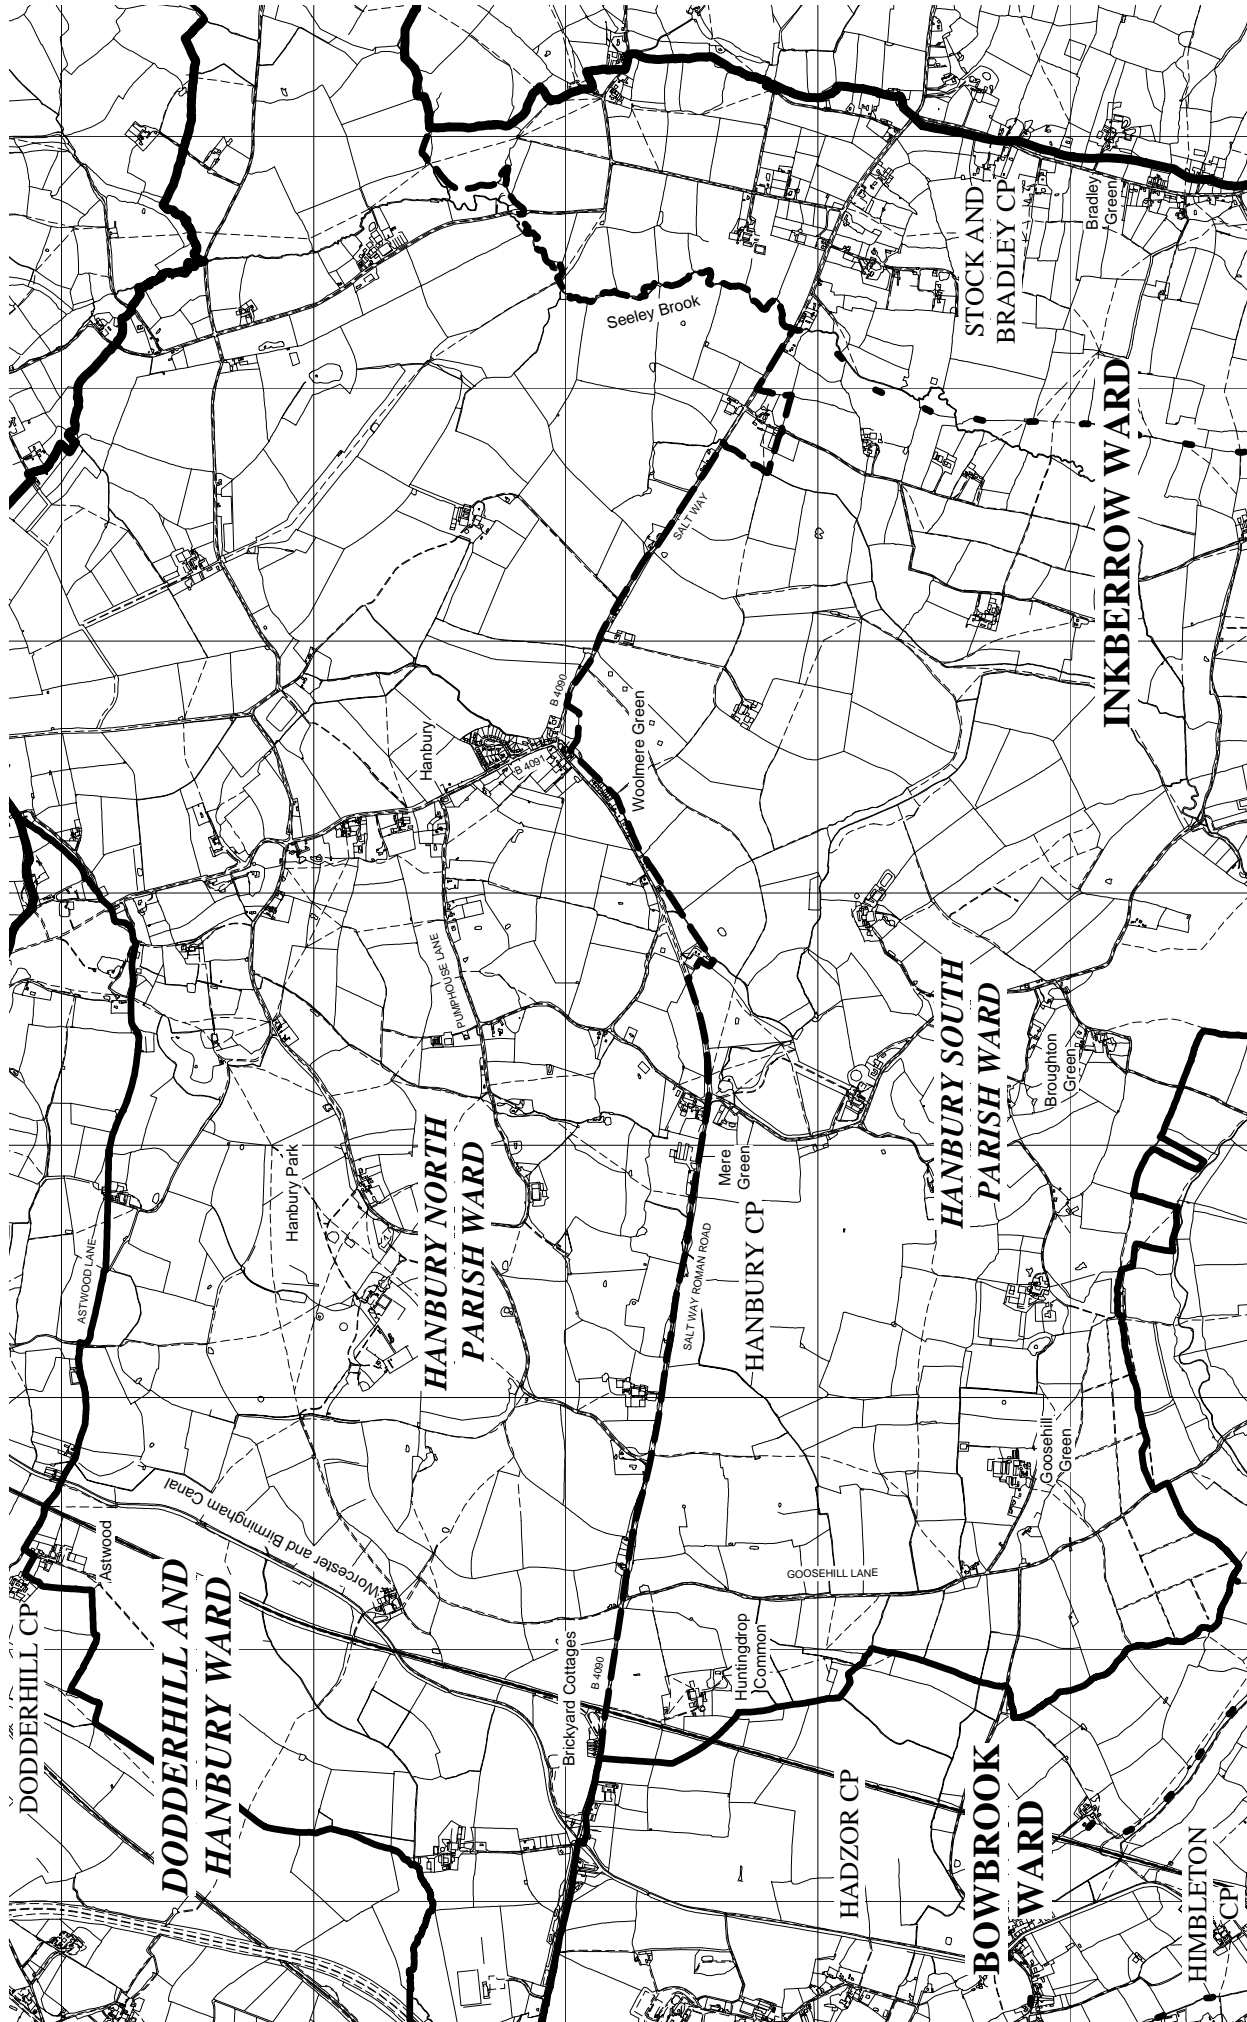 DODDERHILL CP
DODDERHILL AND
HANBURY WARD
Astwood
Worcester and Birmingham Canal
ASTWOOD LANE
Hanbury Park
HANBURY NORTH
PARISH WARD
PUMPHOUSE LANE
Hanbury
B 4091
B 4090
Woolmere Green
SALT WAY
Seeley Brook
STOCK AND
BRADLEY CP
Bradley
Green
INKBERROW WARD
Brickyard Cottages
B 4090
Huntingdrop
Common
GOOSEHILL LANE
SALT WAY ROMAN ROAD
HANBURY CP
Mere
Green
HANBURY SOUTH
PARISH WARD
Broughton
Green
Goosehill
Green
HADZOR CP
BOWBROOK
WARD
HIMBLETON
CP